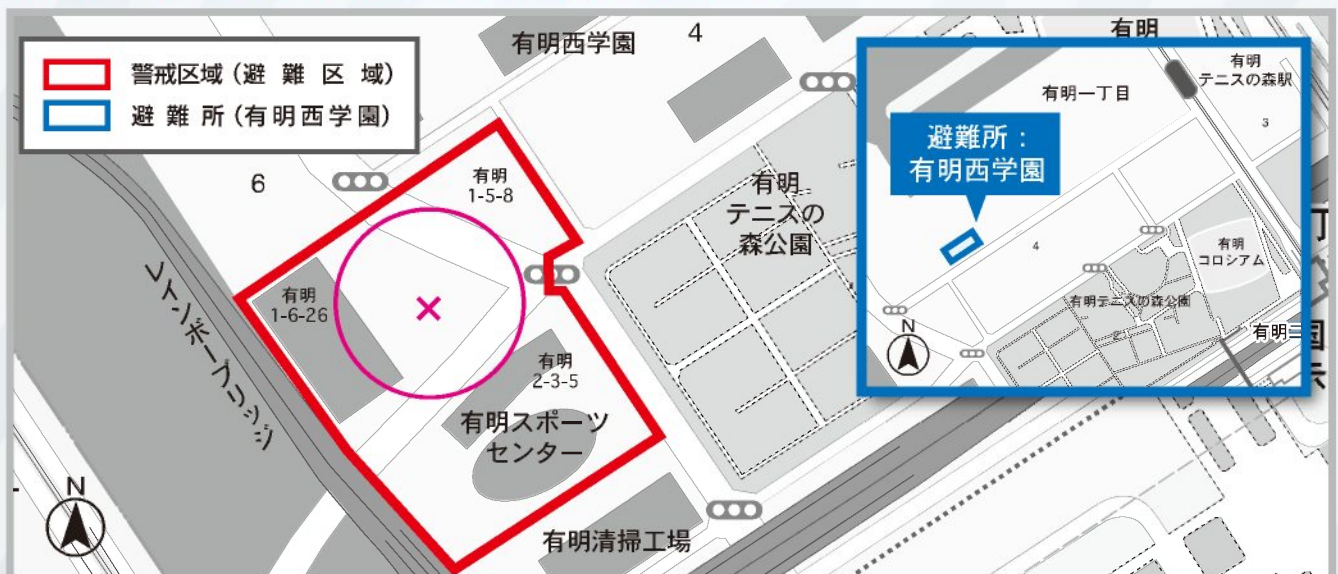 警戒区域(避難区域)
避難所(有明西学園)
有明西学園
4
6
有明
1-5-8
有明
1-6-26
有明
2-3-5
有明スポーツ
センター
有明清掃工場
レインボーブリッジ
有明
テニスの
森公園
N
有明
有明
テニスの森駅
有明一丁目
3
避難所:
有明西学園
4
有明
コロシアム
有明テニスの森公園
2
有明二
N